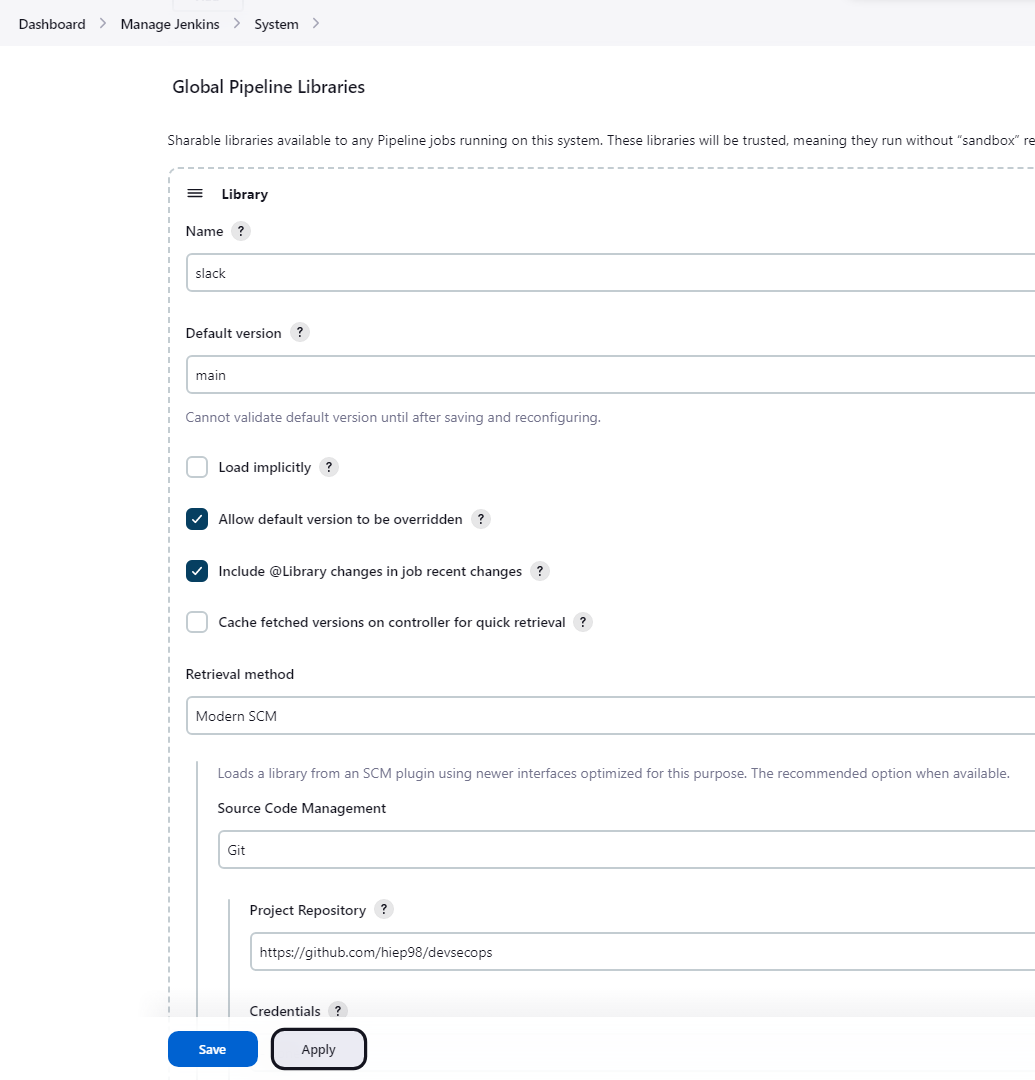 Dashboard > Manage Jenkins > System >
Global Pipeline Libraries
Sharable libraries available to any Pipeline jobs running on this system. These libraries will be trusted, meaning they run without “sandbox” re
Library
Name ?
slack
Default version ?
main
Cannot validate default version until after saving and reconfiguring.
Load implicitly ?
Allow default version to be overridden ?
Include @Library changes in job recent changes ?
Cache fetched versions on controller for quick retrieval ?
Retrieval method
Modern SCM
Loads a library from an SCM plugin using newer interfaces optimized for this purpose. The recommended option when available.
Source Code Management
Git
Project Repository ?
https://github.com/hiep98/devsecops
Credentials ?
Save Apply